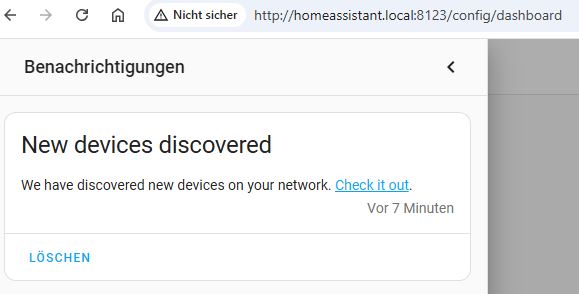 Nicht sicher
http://homeassistant.local:8123/config/dashboard
Benachrichtigungen
New devices discovered
We have discovered new devices on your network. Check it out.
Vor 7 Minuten
LÖSCHEN